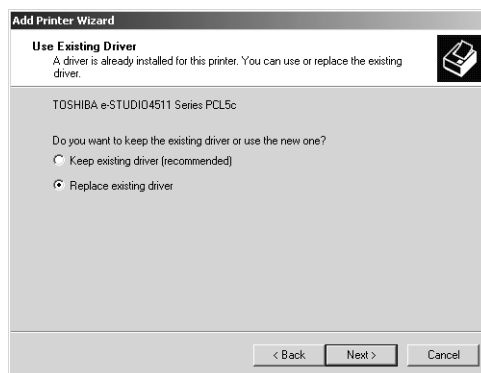 Add Printer Wizard
Use Existing Driver
A driver is already installed for this printer. You can use or replace the existing
driver.
TOSHIBA e-STUDIO4511 Series PCL5c
Do you want to keep the existing driver or use the new one?
Keep existing driver (recommended)
Replace existing driver
< Back
Next >
Cancel